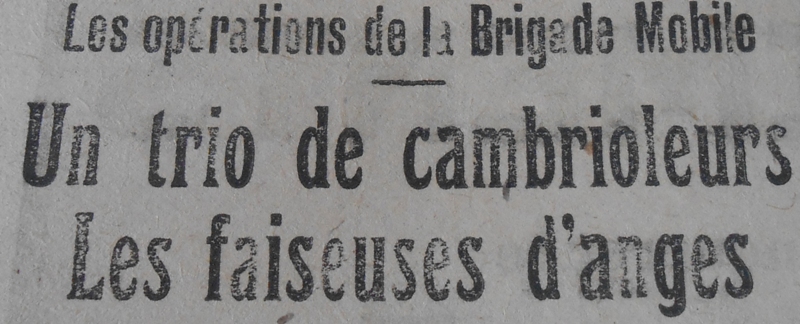 Les opérations de la Brigade Mobile
Un trio de cambrioleurs
Les faiseuses d'anges